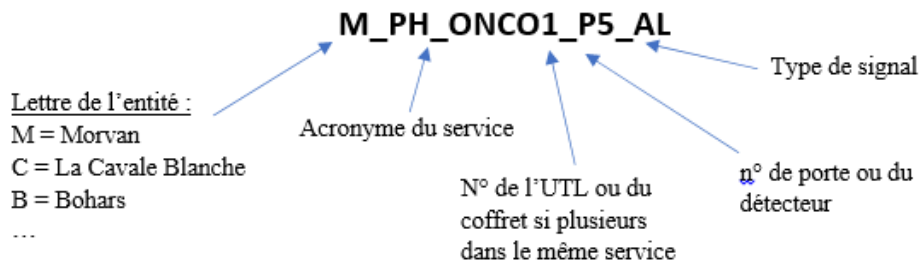 M_PH_ONCO1_P5_AL
Type de signal
Lettre de l'entité :
M = Morvan
C = La Cavale Blanche
B = Bohars
…
Acronyme du service
N° de l'UTL ou du
coffret si plusieurs
dans le même service
n° de porte ou du
détecteur